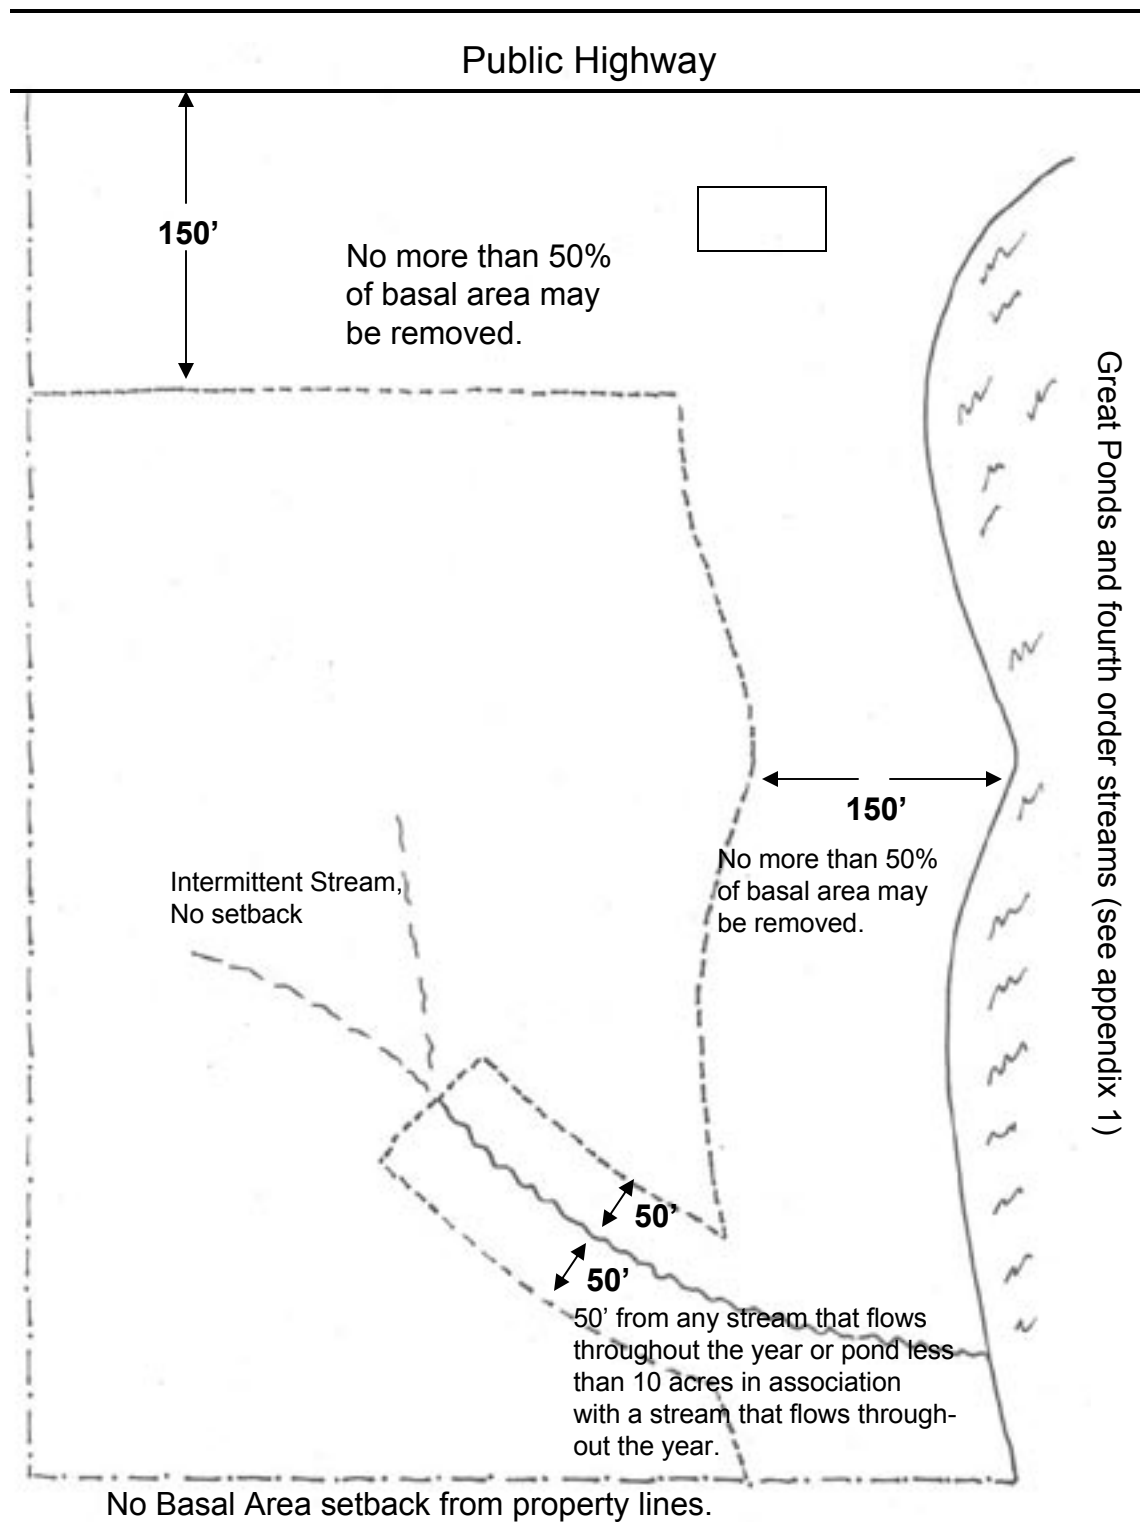 Public Highway
150’
No more than 50%
of basal area may
be removed.
Great Ponds and fourth order streams (see appendix 1)
150’
No more than 50%
of basal area may
be removed.
Intermittent Stream,
No setback
50’
50’
50’ from any stream that flows
throughout the year or pond less
than 10 acres in association
with a stream that flows through-
out the year.
No Basal Area setback from property lines.